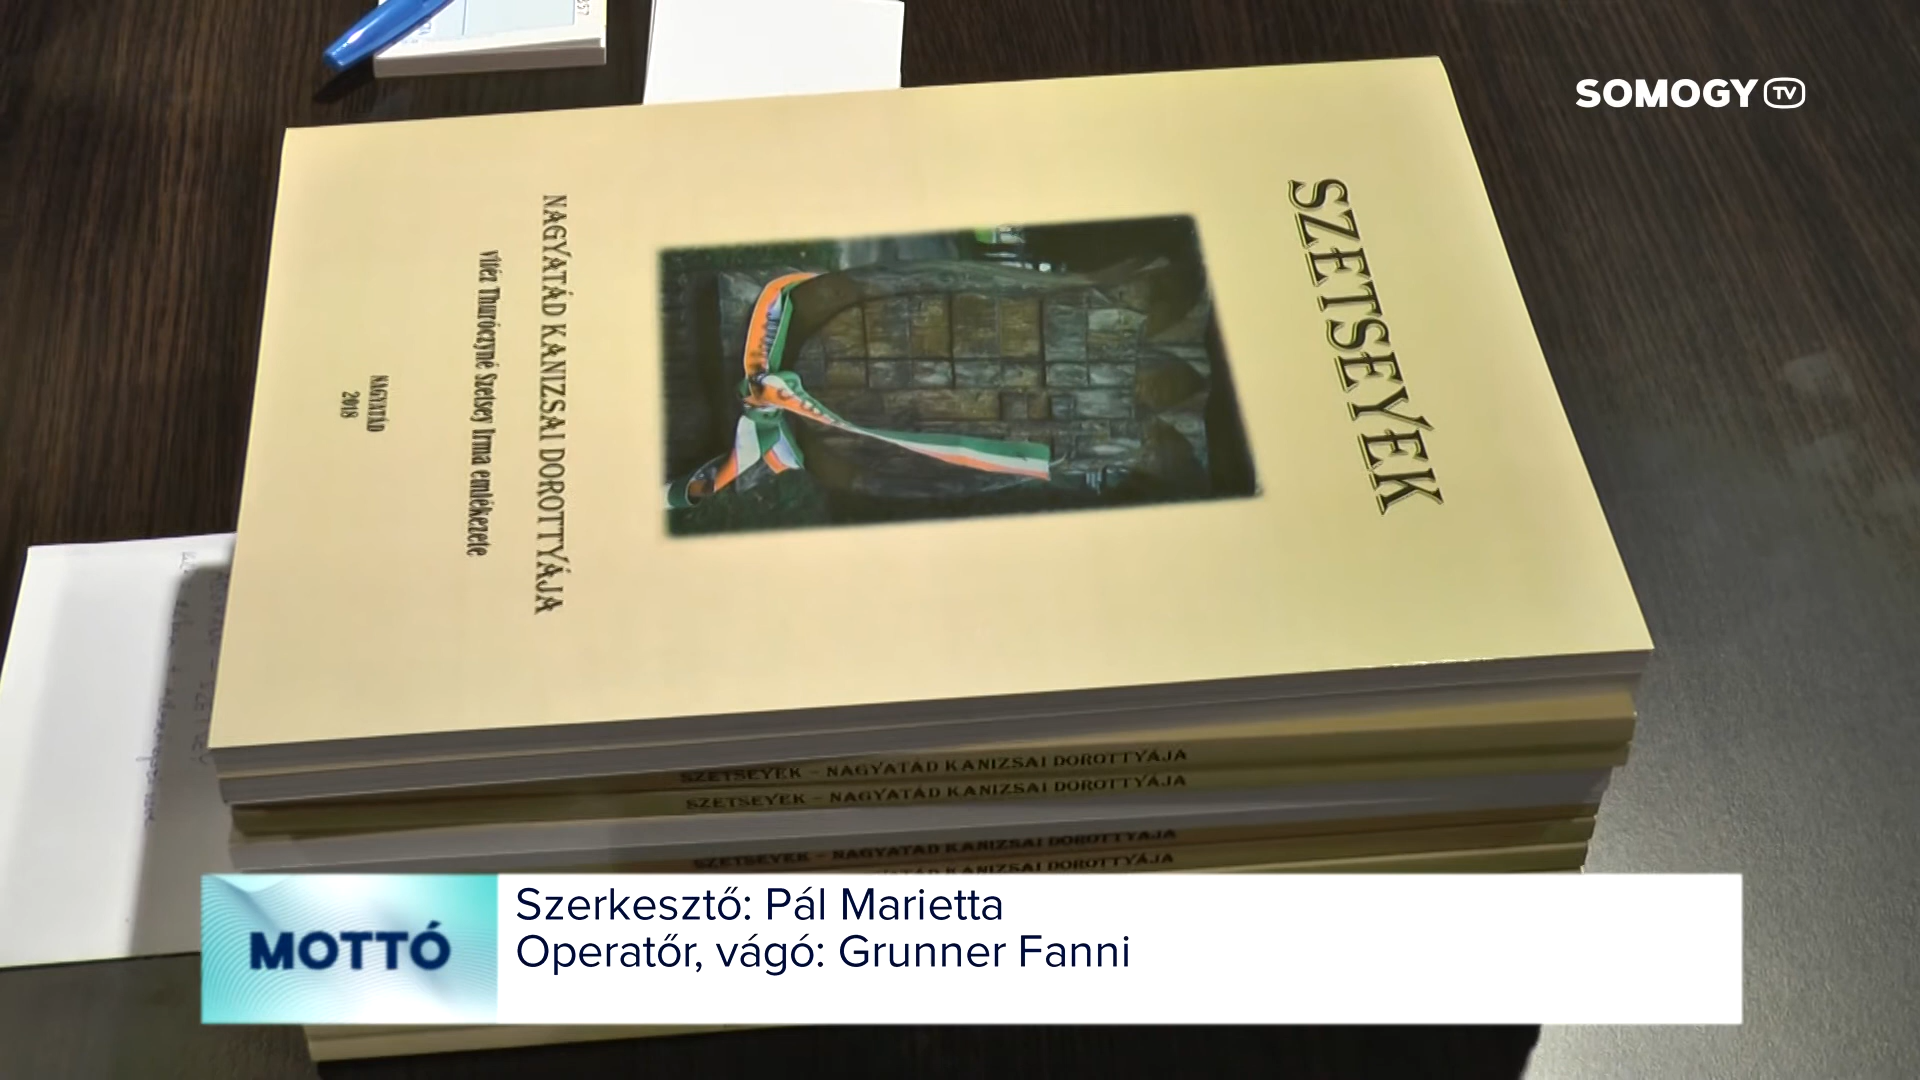 SOMOGY TV
SZETSEYEK
NAGYATÁD KANIZSAI DOROTTYÁJA
vitéz Thuróczyné Szetsey Irma emlékezete
NAGYATÁD
2018
SZETSEYEK – NAGYATÁD KANIZSAI DOROTTYÁJA
SZETSEYEK – NAGYATÁD KANIZSAI DOROTTYÁJA
SZETSEYEK – NAGYATÁD KANIZSAI DOROTTYÁJA
NAGYATÁD KANIZSAI DOROTTYÁJA
MOTTÓ
Szerkesztő: Pál Marietta
Operatőr, vágó: Grunner Fanni